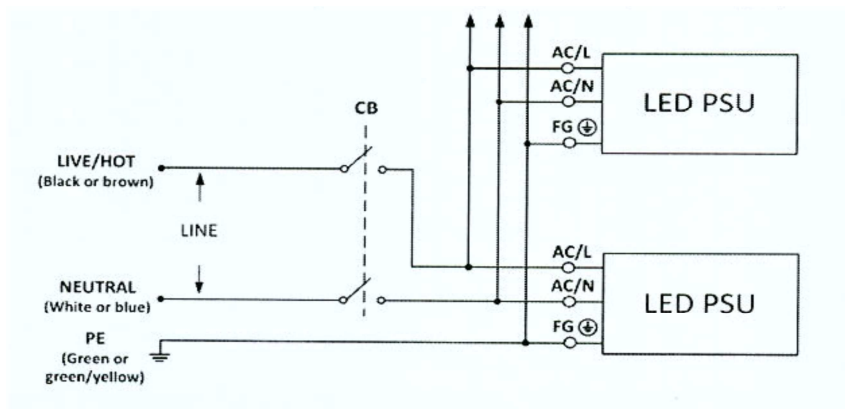 AC/L
AC/N
FG
LED PSU
CB
LIVE/HOT
(Black or brown)
LINE
NEUTRAL
(White or blue)
PE
(Green or
green/yellow)
AC/L
AC/N
FG
LED PSU